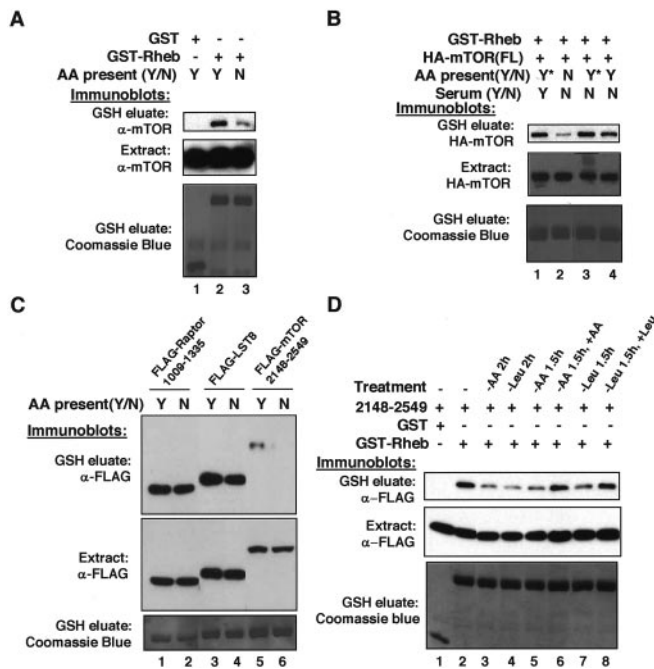 A
GST + - -
GST-Rheb - + +
AA present (Y/N) Y Y N
Immunoblots:
GSH eluate:
α-mTOR
Extract:
α-mTOR
GSH eluate:
Coomassie Blue
1 2 3
B
GST-Rheb + + + +
HA-mTOR(FL) + + + +
AA present(Y/N) Y* N Y* Y
Serum (Y/N) Y N N N
Immunoblots:
GSH eluate:
HA-mTOR
Extract:
HA-mTOR
GSH eluate:
Coomassie Blue
1 2 3 4
C
FLAG-Raptor
1009-1335
FLAG-LST8
FLAG-mTOR
2148-2549
AA present(Y/N) Y N Y N Y N
Immunoblots:
GSH eluate:
α-FLAG
Extract:
α-FLAG
GSH eluate:
Coomassie Blue
1 2 3 4 5 6
D
Treatment - - -AA 2h -Leu 2h -AA 1.5h -AA 1.5h, +AA -Leu 1.5h -Leu 1.5h, +Leu
2148-2549 + + + + + + + +
GST + - - - - - - -
GST-Rheb - + + + + + + +
Immunoblots:
GSH eluate:
α-FLAG
Extract:
α-FLAG
GSH eluate:
Coomassie blue
1 2 3 4 5 6 7 8